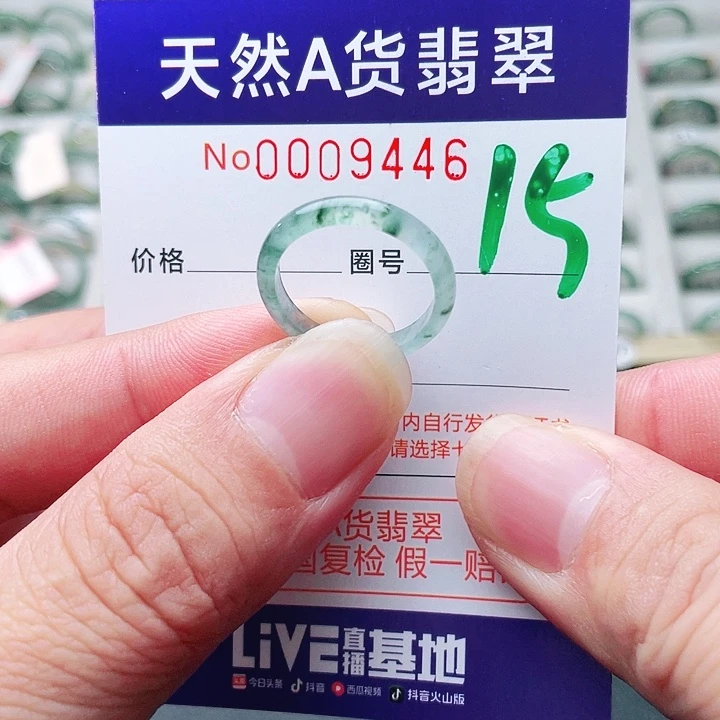 天然A货翡翠
No0009446
价格 圈号 15
内自行发
请选择
货翡翠
复检 假一赔
LiVE直播基地
今日头条 抖音 西瓜视频 抖音火山版